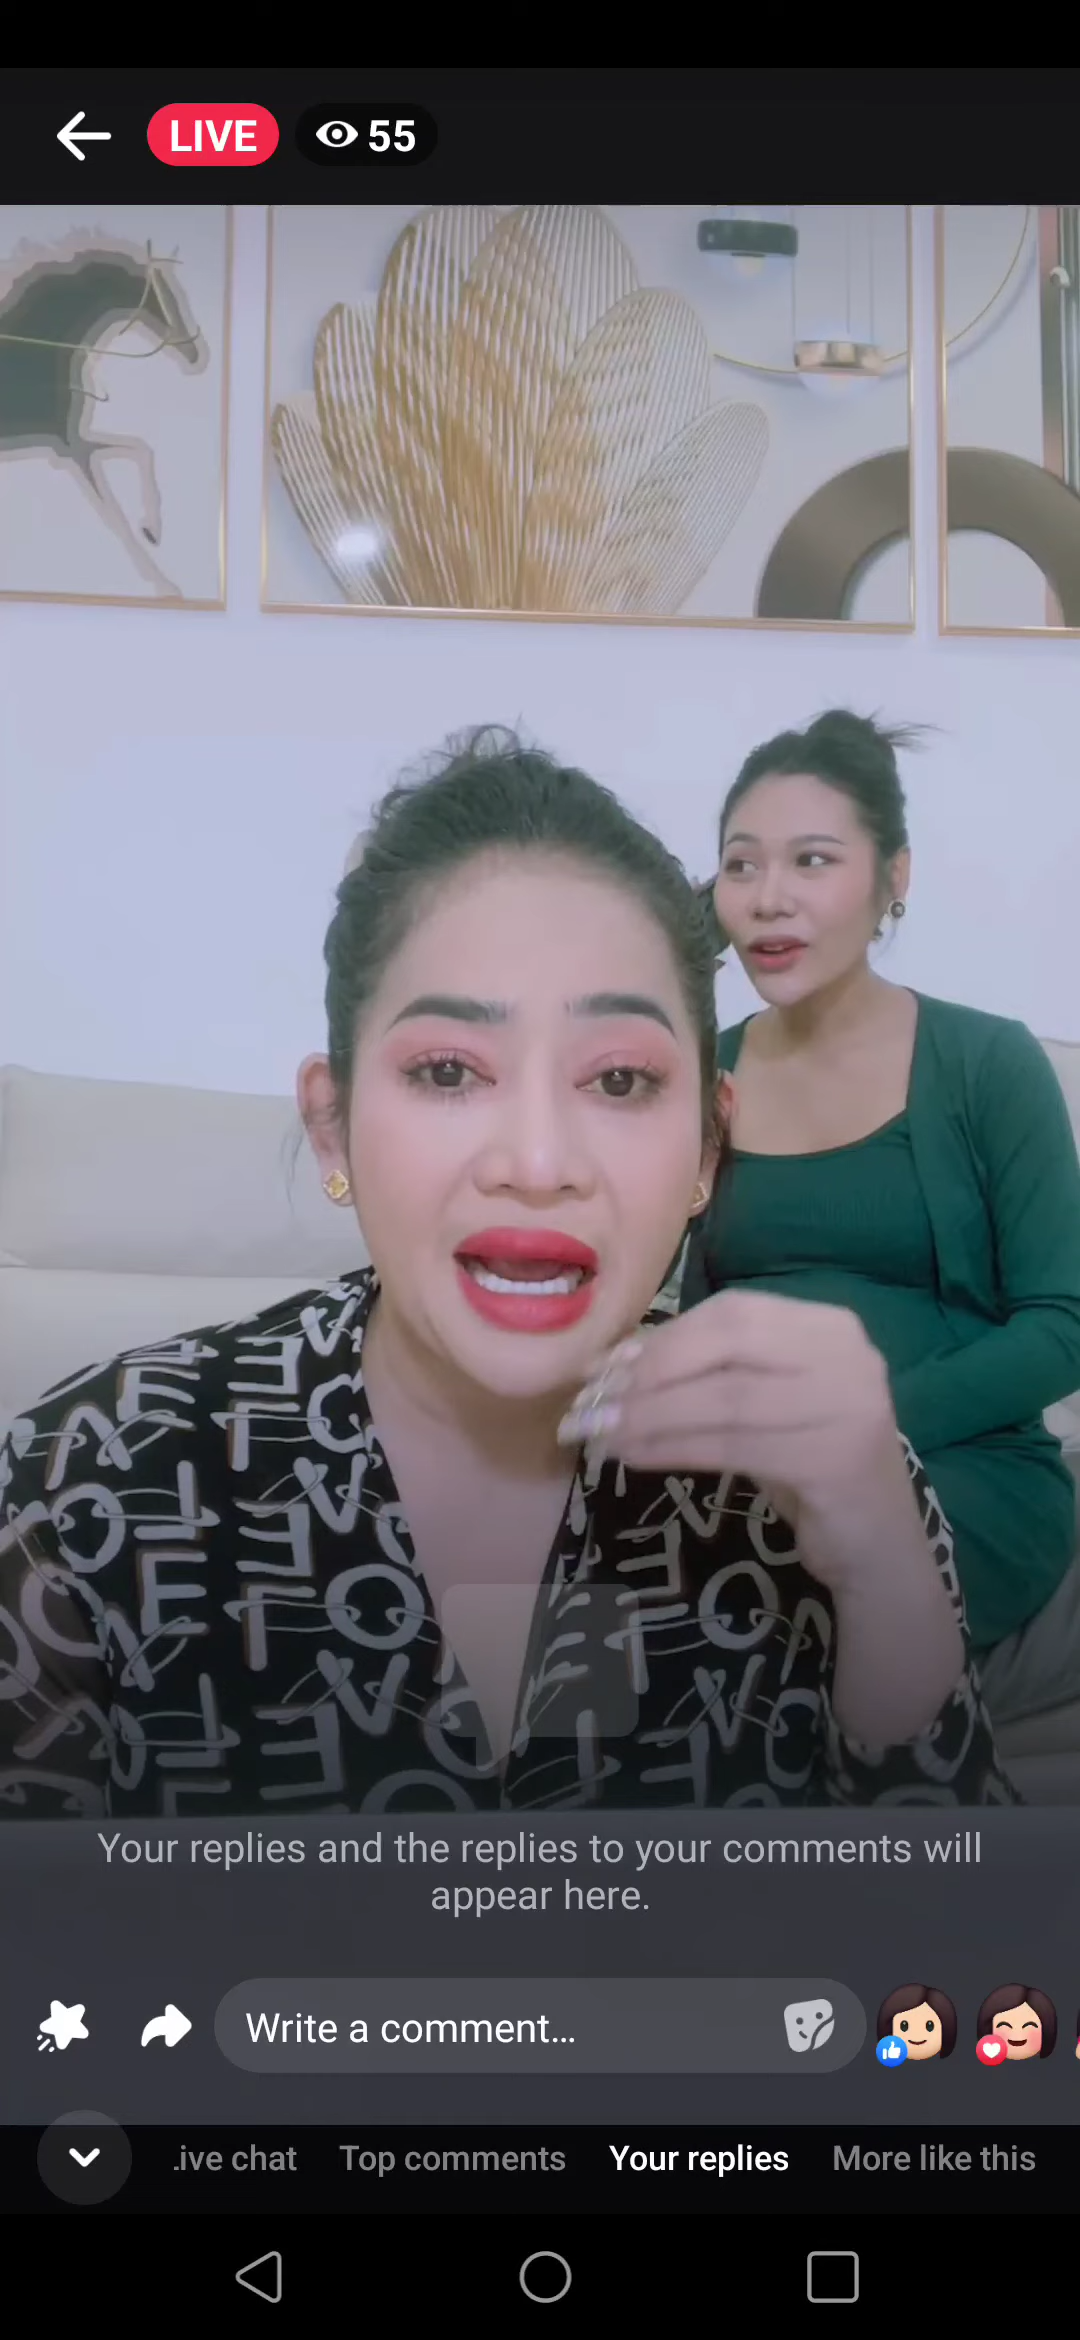 LIVE
55
Your replies and the replies to your comments will
appear here.
Write a comment...
ive chat
Top comments
Your replies
More like this